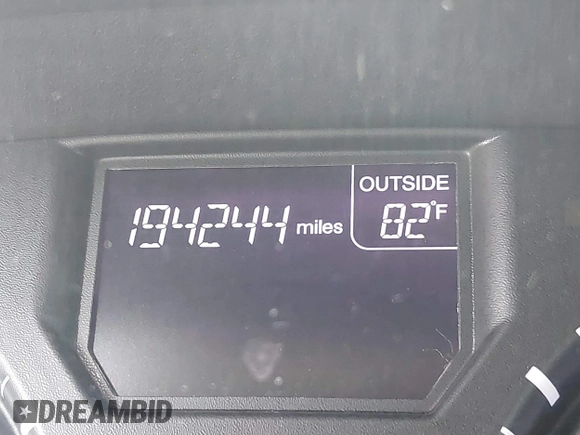 OUTSIDE
194244 miles 82°F
DREAMBID